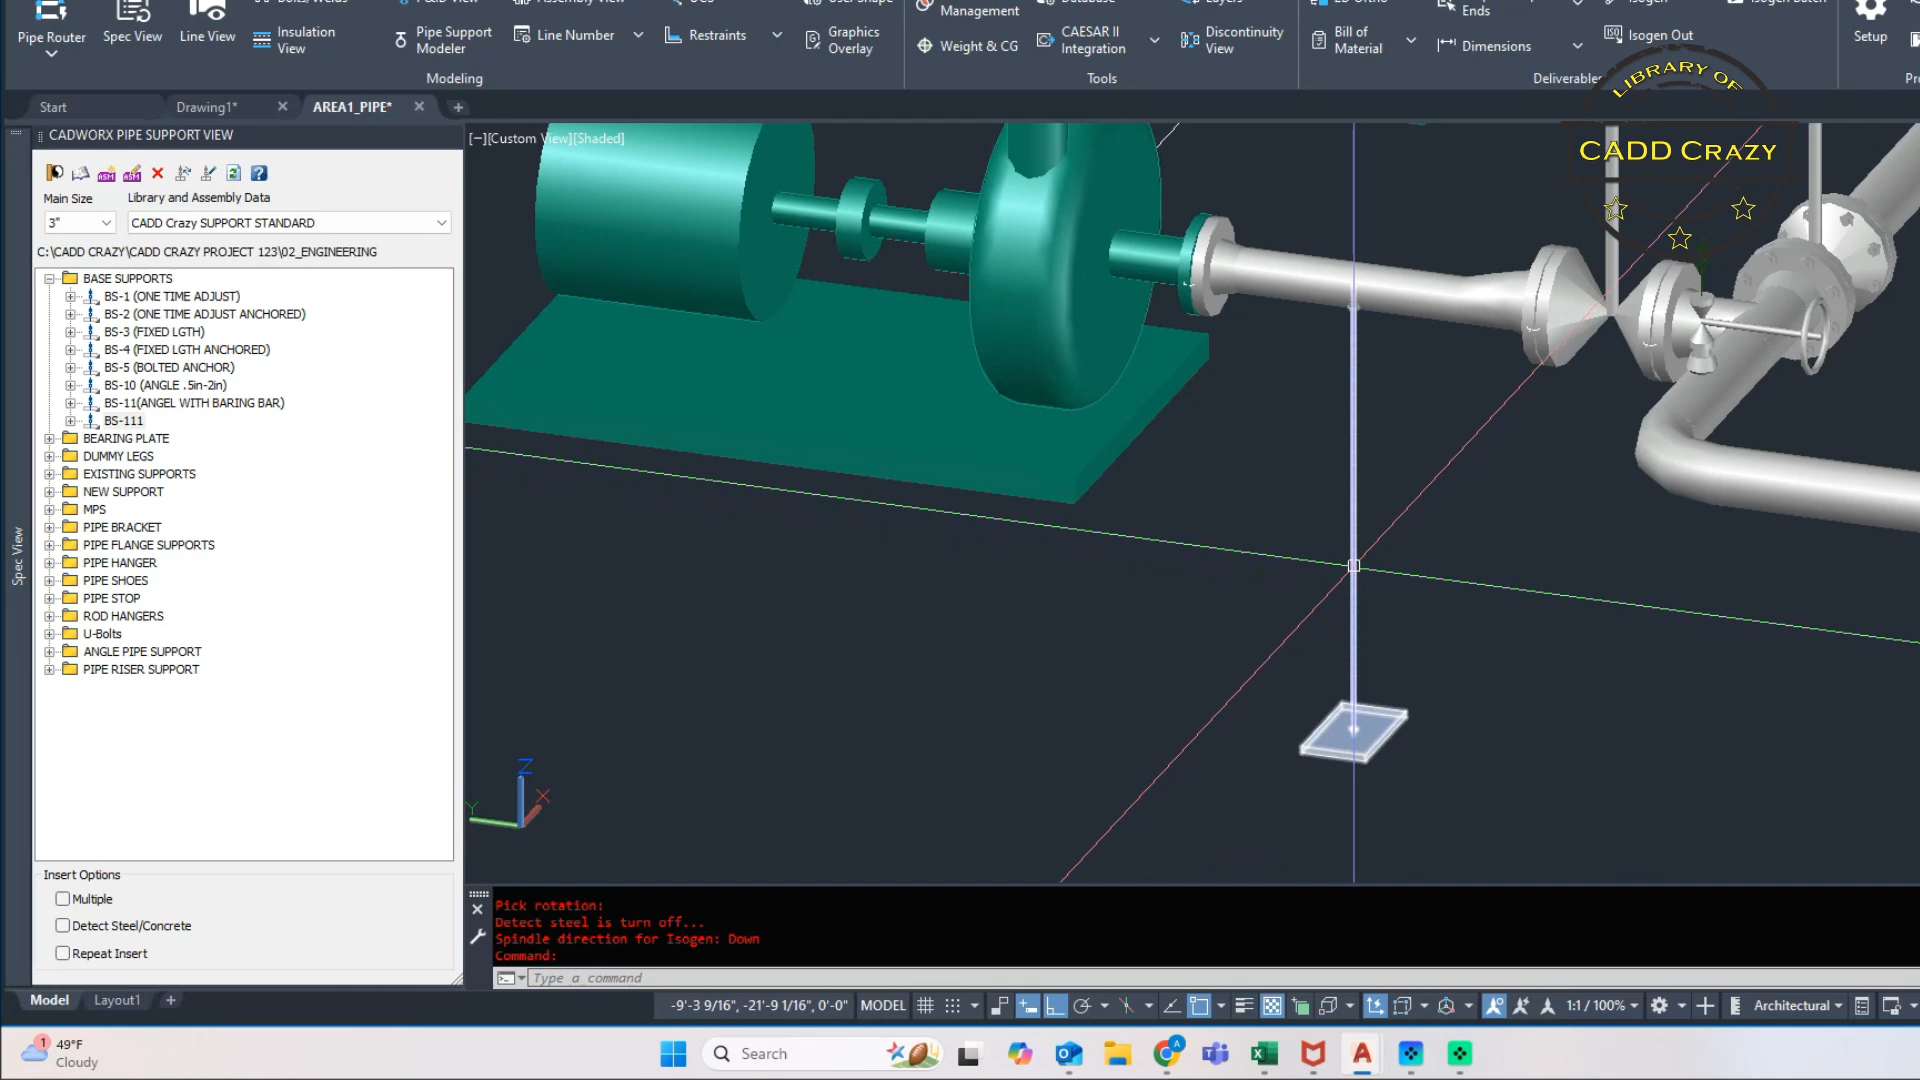 Pipe Router
Spec View
Line View
Insulation
View
Pipe Support
Modeler
Line Number
Restraints
Graphics
Overlay
Modeling
Management
Weight & CG
CAESAR II
Integration
Discontinuity
View
Tools
Bill of
Material
Ends
Dimensions
Isogen Out
Deliverables
Setup
Start
Drawing1*
AREA1_PIPE*
LIBRARY OF
CADD CRAZY
CADWORX PIPE SUPPORT VIEW
Main Size
Library and Assembly Data
3"
CADD Crazy SUPPORT STANDARD
C:\CADD CRAZY\CADD CRAZY PROJECT 123\02_ENGINEERING
BASE SUPPORTS
BS-1 (ONE TIME ADJUST)
BS-2 (ONE TIME ADJUST ANCHORED)
BS-3 (FIXED LGTH)
BS-4 (FIXED LGTH ANCHORED)
BS-5 (BOLTED ANCHOR)
BS-10 (ANGLE .5in-2in)
BS-11(ANGEL WITH BARING BAR)
BS-111
BEARING PLATE
DUMMY LEGS
EXISTING SUPPORTS
NEW SUPPORT
MPS
PIPE BRACKET
PIPE FLANGE SUPPORTS
PIPE HANGER
PIPE SHOES
PIPE STOP
ROD HANGERS
U-Bolts
ANGLE PIPE SUPPORT
PIPE RISER SUPPORT
Spec View
Insert Options
Multiple
Detect Steel/Concrete
Repeat Insert
[−][Custom View][Shaded]
Z
X
Y
Pick rotation:
Detect steel is turn off...
Spindle direction for Isogen: Down
Command:
Type a command
Model
Layout1
-9'-3 9/16", -21'-9 1/16", 0'-0"
MODEL
1:1 / 100%
Architectural
1
49°F
Cloudy
Search